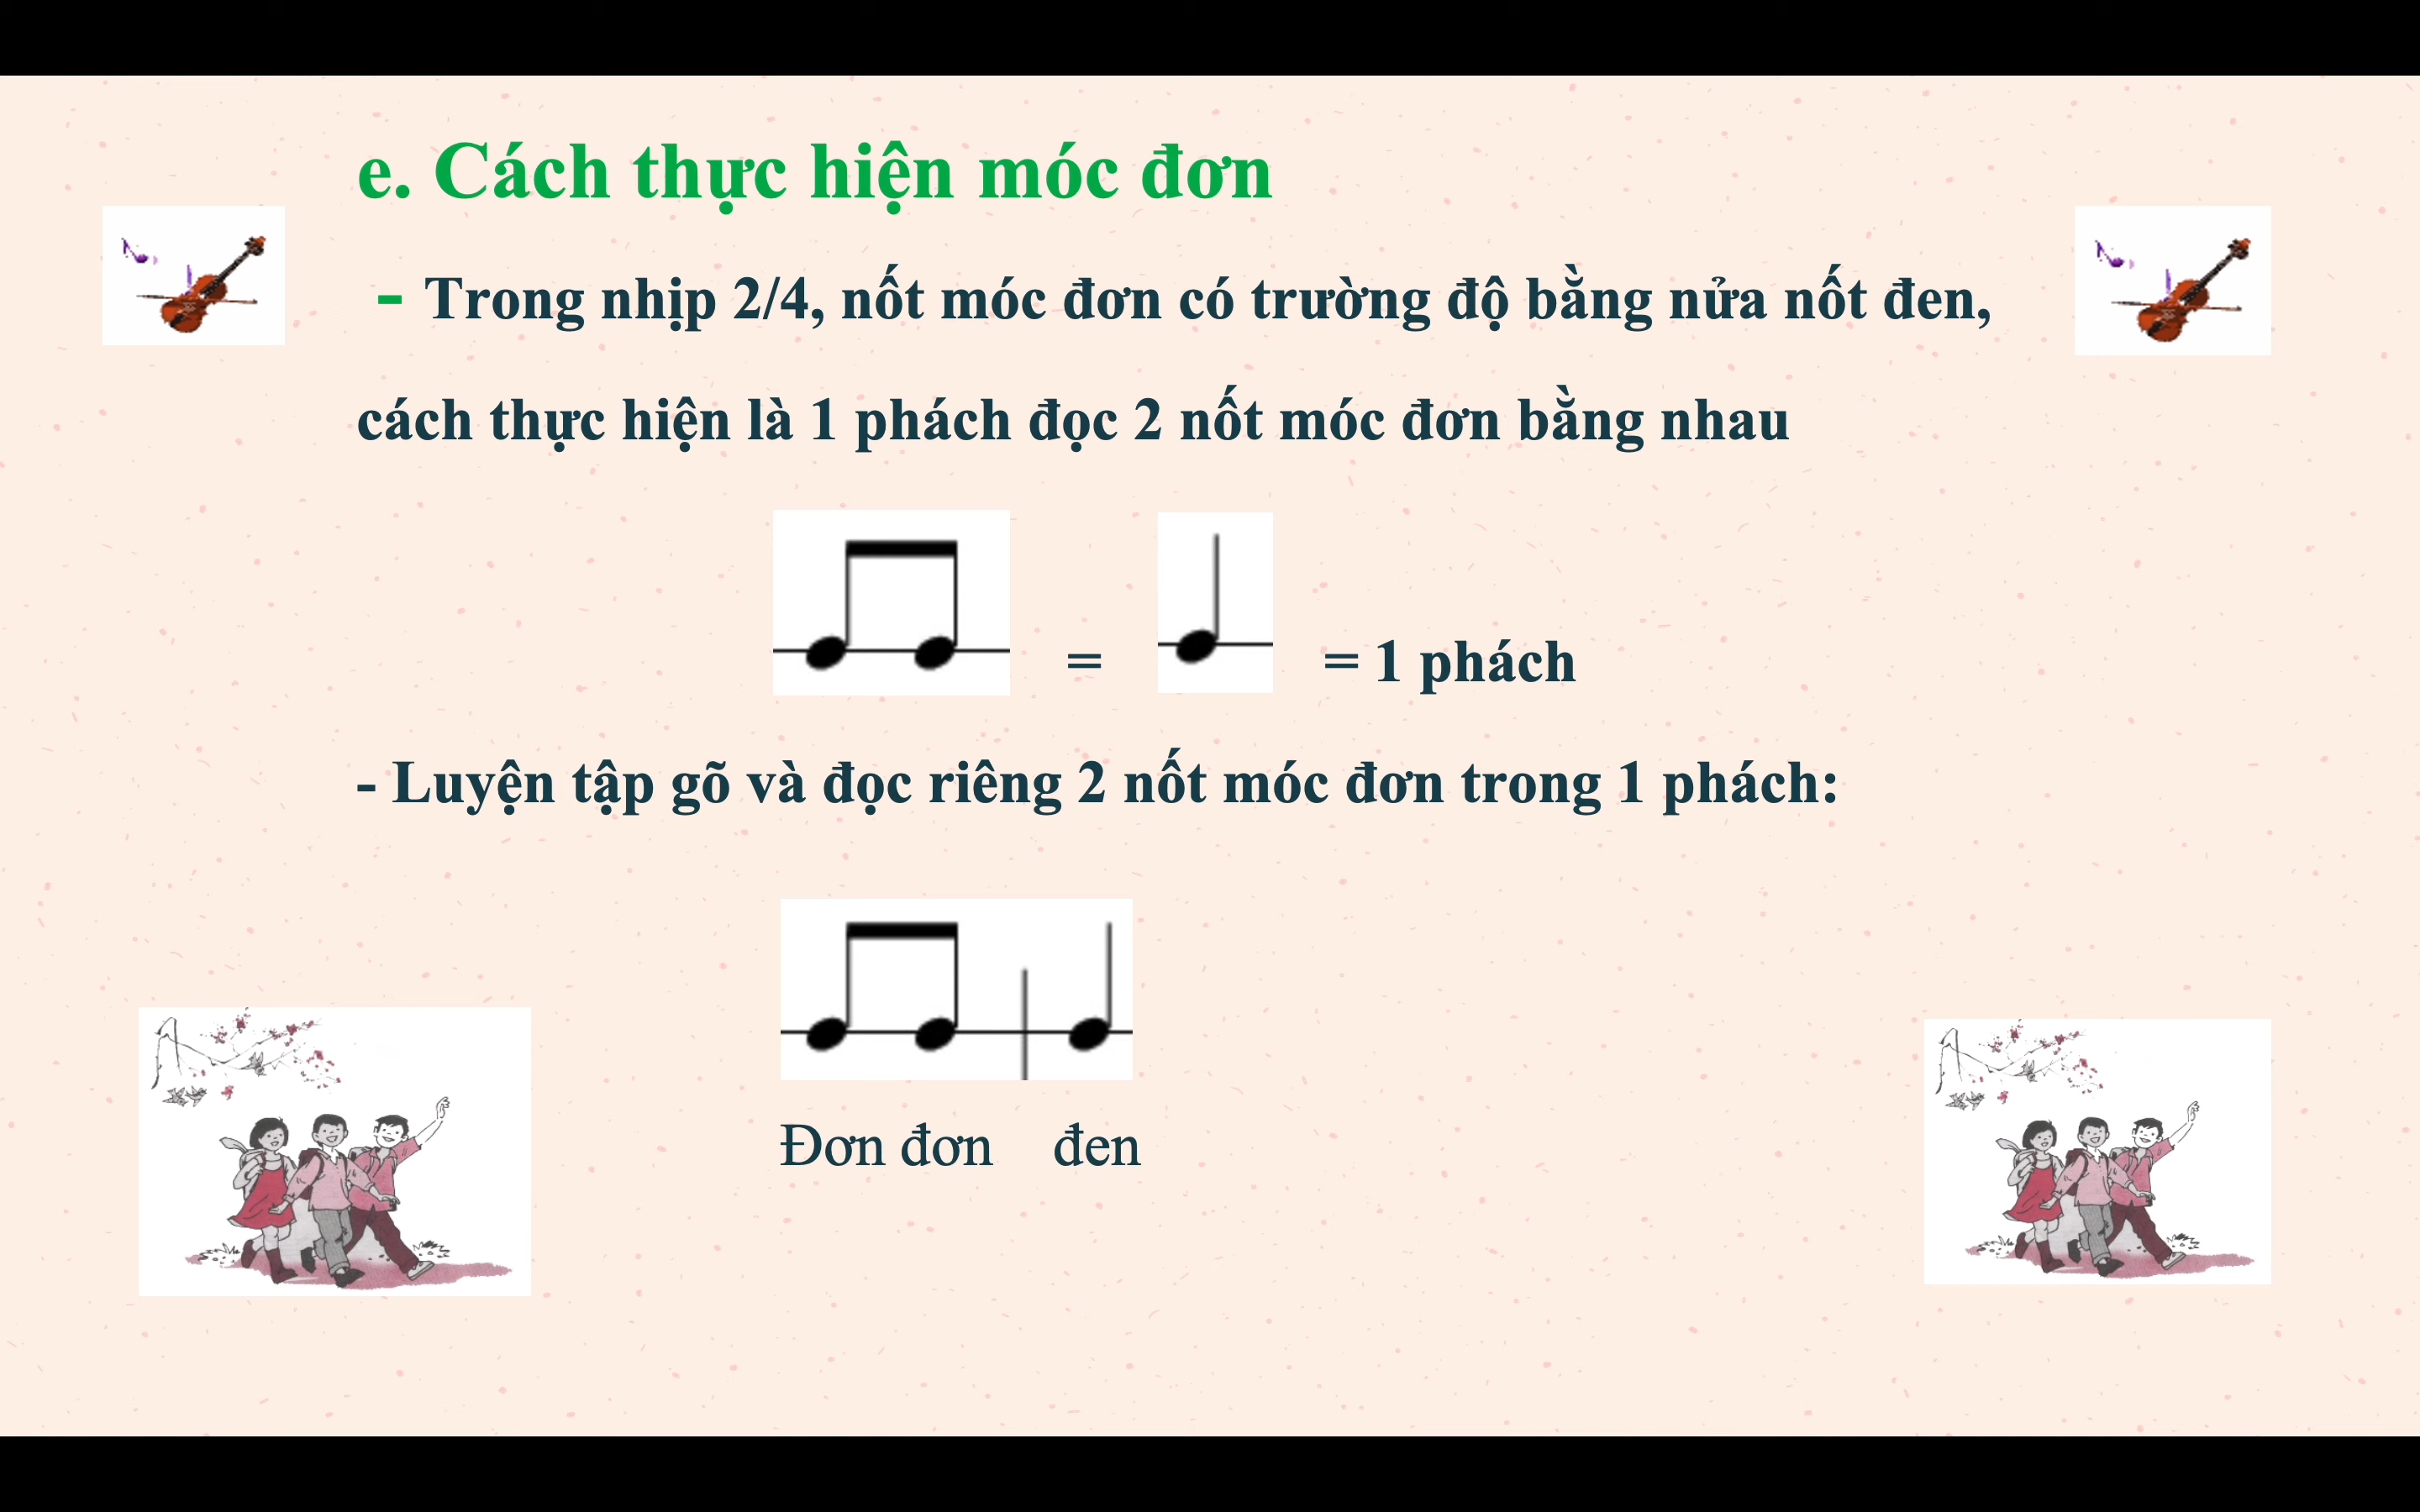 e. Cách thực hiện móc đơn
- Trong nhịp 2/4, nốt móc đơn có trường độ bằng nửa nốt đen,
cách thực hiện là 1 phách đọc 2 nốt móc đơn bằng nhau
= = 1 phách
- Luyện tập gõ và đọc riêng 2 nốt móc đơn trong 1 phách:
Đơn đơn đen